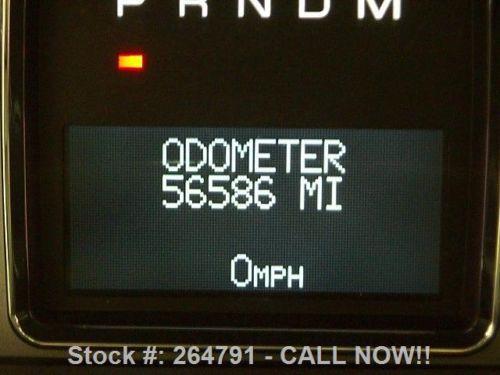 P R N D M
ODOMETER
56586 MI
0MPH
Stock #: 264791 - CALL NOW!!